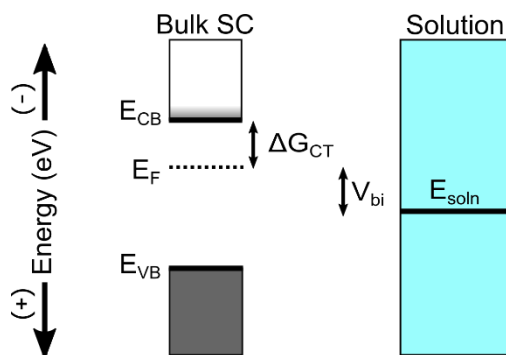 Bulk SC
Solution
(-)
Energy (eV)
(+)
E_CB
ΔG_CT
E_F
V_bi
E_soln
E_VB